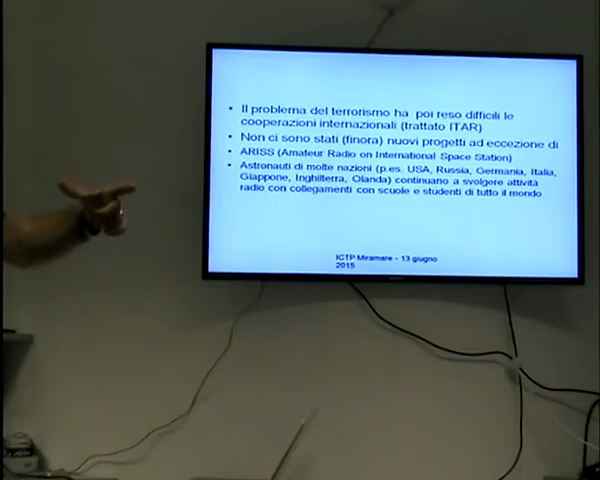 • Il problema del terrorismo ha poi reso difficili le
cooperazioni internazionali (trattato ITAR)
• Non ci sono stati (finora) nuovi progetti ad eccezione di
• ARISS (Amateur Radio on International Space Station)
• Astronauti di molte nazioni (p.es. USA, Russia, Germania, Italia,
Giappone, Inghilterra, Olanda) continuano a svolgere attività
radio con collegamenti con scuole e studenti di tutto il mondo
ICTP Miramare - 13 giugno
2015